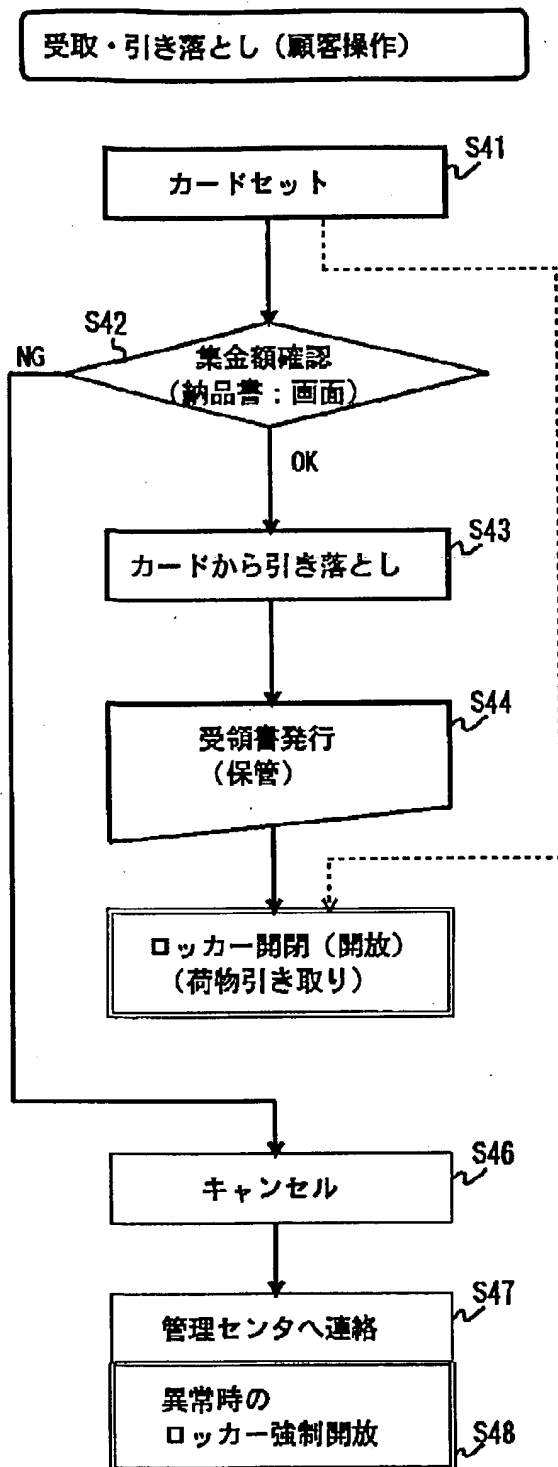 受取・引き落とし（顧客操作）
S41
カードセット
S42
NG
集金額確認
（納品書：画面）
OK
S43
カードから引き落とし
S44
受領書発行
（保管）
ロッカー開閉（開放）
（荷物引き取り）
S46
キャンセル
S47
管理センタへ連絡
異常時の
ロッカー強制開放
S48